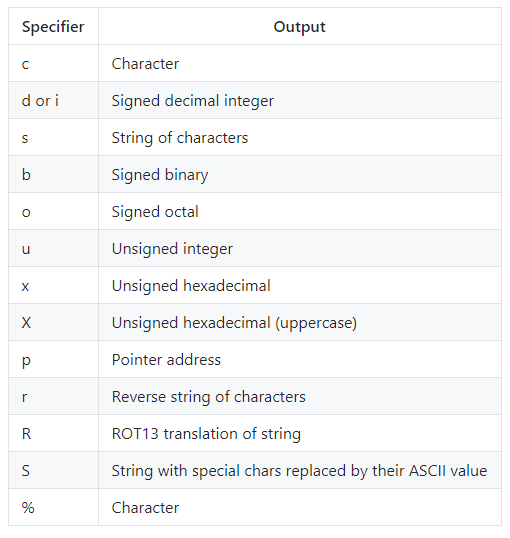 Specifier Output
c Character
d or i Signed decimal integer
s String of characters
b Signed binary
o Signed octal
u Unsigned integer
x Unsigned hexadecimal
X Unsigned hexadecimal (uppercase)
p Pointer address
r Reverse string of characters
R ROT13 translation of string
S String with special chars replaced by their ASCII value
% Character